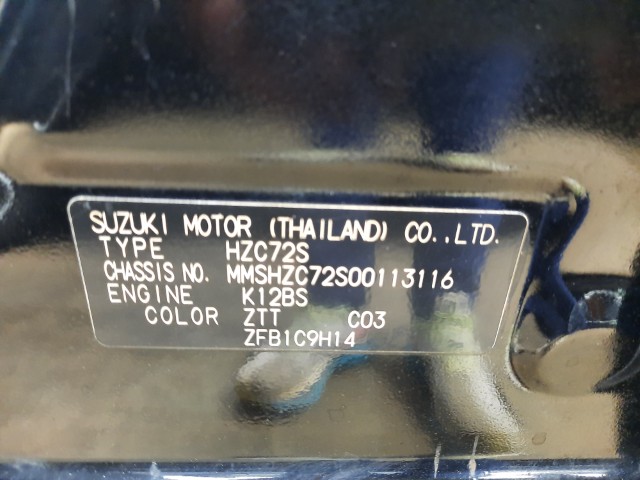 SUZUKI MOTOR (THAILAND) CO.,LTD.
TYPE HZC72S
CHASSIS NO. MMSHZC72S00113116
ENGINE K12BS
COLOR ZTT C03
ZFB1C9H14